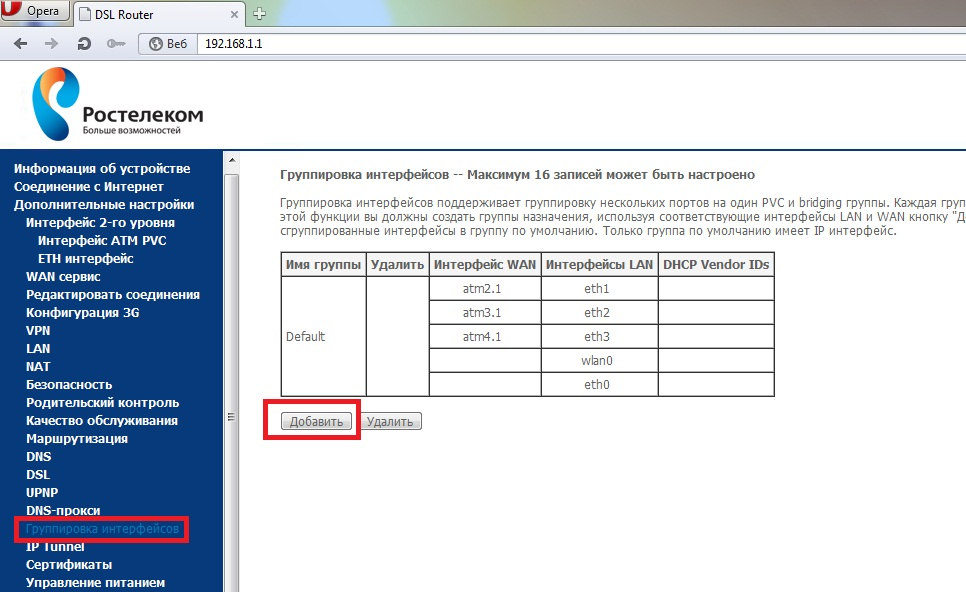 Opera
DSL Router
Веб
192.168.1.1
Ростелеком
Больше возможностей
Информация об устройстве
Соединение с Интернет
Дополнительные настройки
Интерфейс 2-го уровня
Интерфейс ATM PVC
ETH интерфейс
WAN сервис
Редактировать соединения
Конфигурация 3G
VPN
LAN
NAT
Безопасность
Родительский контроль
Качество обслуживания
Маршрутизация
DNS
DSL
UPNP
DNS-прокси
Группировка интерфейсов
IP Tunnel
Сертификаты
Управление питанием
Группировка интерфейсов -- Максимум 16 записей может быть настроено
Группировка интерфейсов поддерживает группировку нескольких портов на один PVC и bridging группы. Каждая груп
этой функции вы должны создать группы назначения, используя соответствующие интерфейсы LAN и WAN кнопку "Д
сгруппированные интерфейсы в группу по умолчанию. Только группа по умолчанию имеет IP интерфейс.
Имя группы Удалить Интерфейс WAN Интерфейсы LAN DHCP Vendor IDs
atm2.1 eth1
atm3.1 eth2
Default atm4.1 eth3
wlan0
eth0
Добавить Удалить